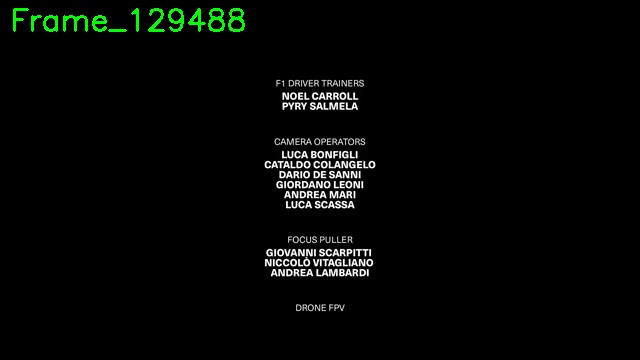 Frame_129488
F1 DRIVER TRAINERS
NOEL CARROLL
PYRY SALMELA
CAMERA OPERATORS
LUCA BONFIGLI
CATALDO COLANGELO
DARIO DE SANNI
GIORDANO LEONI
ANDREA MARI
LUCA SCASSA
FOCUS PULLER
GIOVANNI SCARPITTI
NICCOLÒ VITAGLIANO
ANDREA LAMBARDI
DRONE FPV